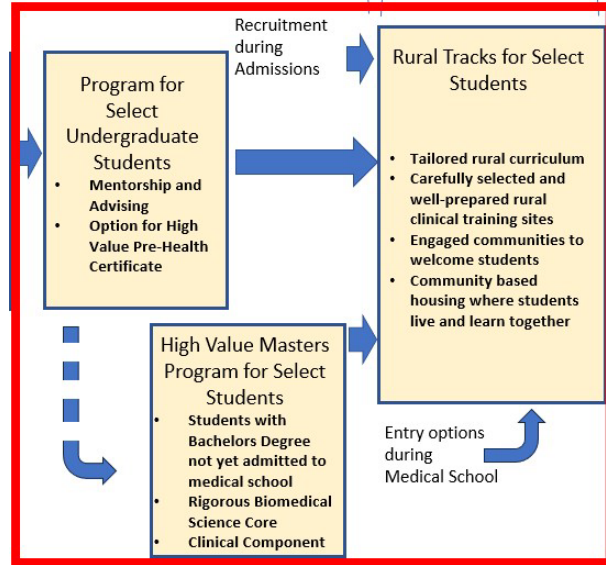 Recruitment
during
Admissions
Program for
Select
Undergraduate
Students
• Mentorship and
Advising
• Option for High
Value Pre-Health
Certificate
Rural Tracks for Select
Students
• Tailored rural curriculum
• Carefully selected and
well-prepared rural
clinical training sites
• Engaged communities to
welcome students
• Community based
housing where students
live and learn together
High Value Masters
Program for Select
Students
• Students with
Bachelors Degree
not yet admitted to
medical school
• Rigorous Biomedical
Science Core
• Clinical Component
Entry options
during
Medical School